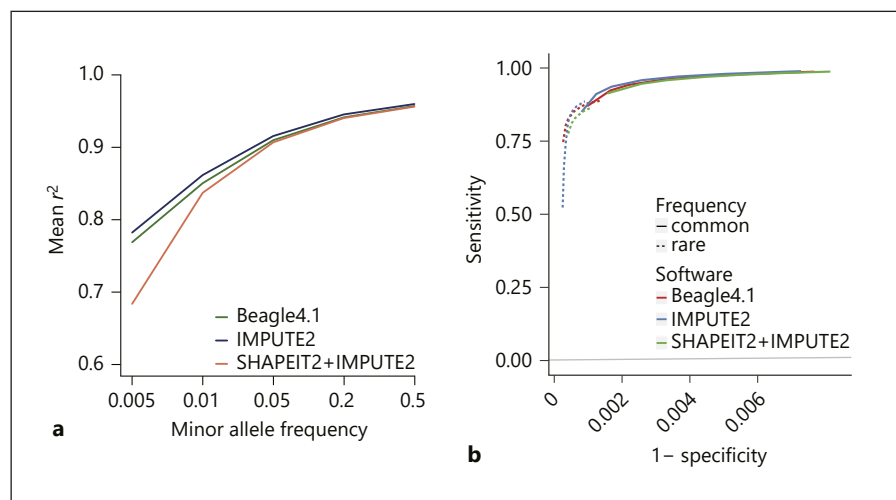 1.0
0.9
0.8
0.7
0.6
Mean r²
Beagle4.1
IMPUTE2
SHAPEIT2+IMPUTE2
0.005
0.01
0.05
0.2
0.5
Minor allele frequency
a
1.00
0.75
0.50
0.25
0.00
Sensitivity
Frequency
common
rare
Software
Beagle4.1
IMPUTE2
SHAPEIT2+IMPUTE2
0
0.002
0.004
0.006
1– specificity
b